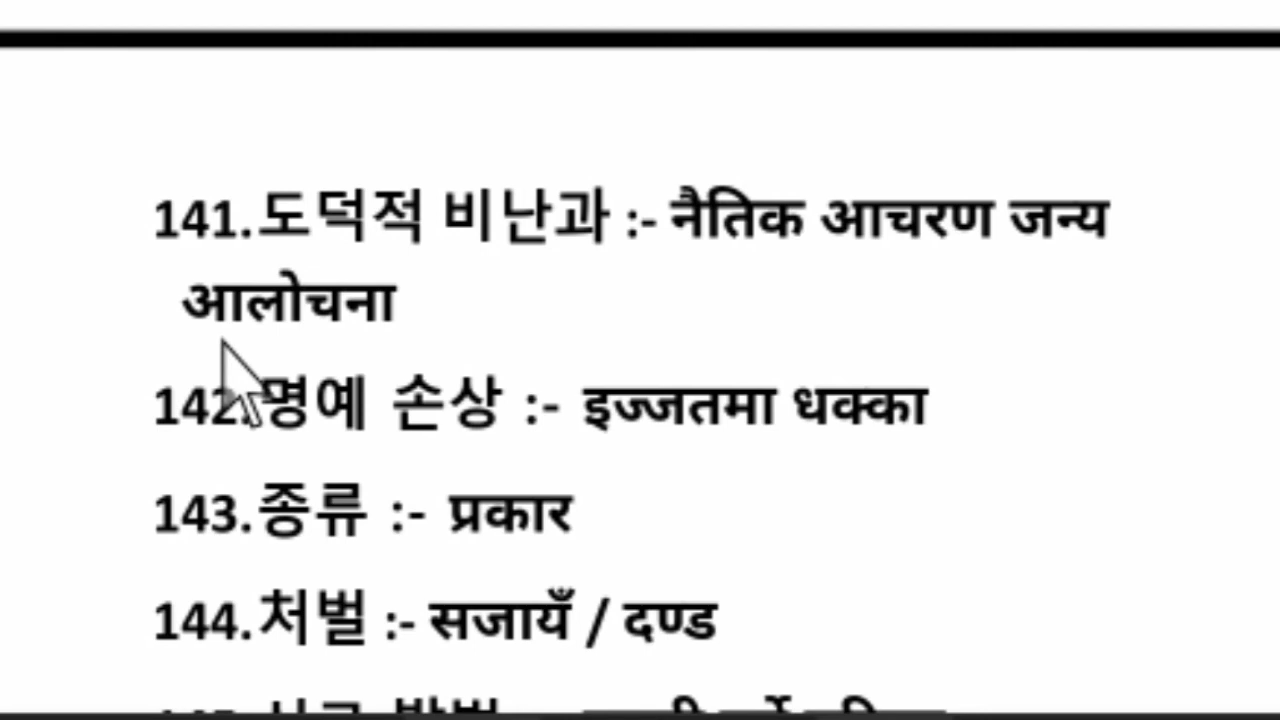 141.도덕적 비난과 :- नैतिक आचरण जन्य
आलोचना
142.명예 손상 :- इज्जतमा धक्का
143.종류 :- प्रकार
144.처벌 :- सजायँ / दण्ड